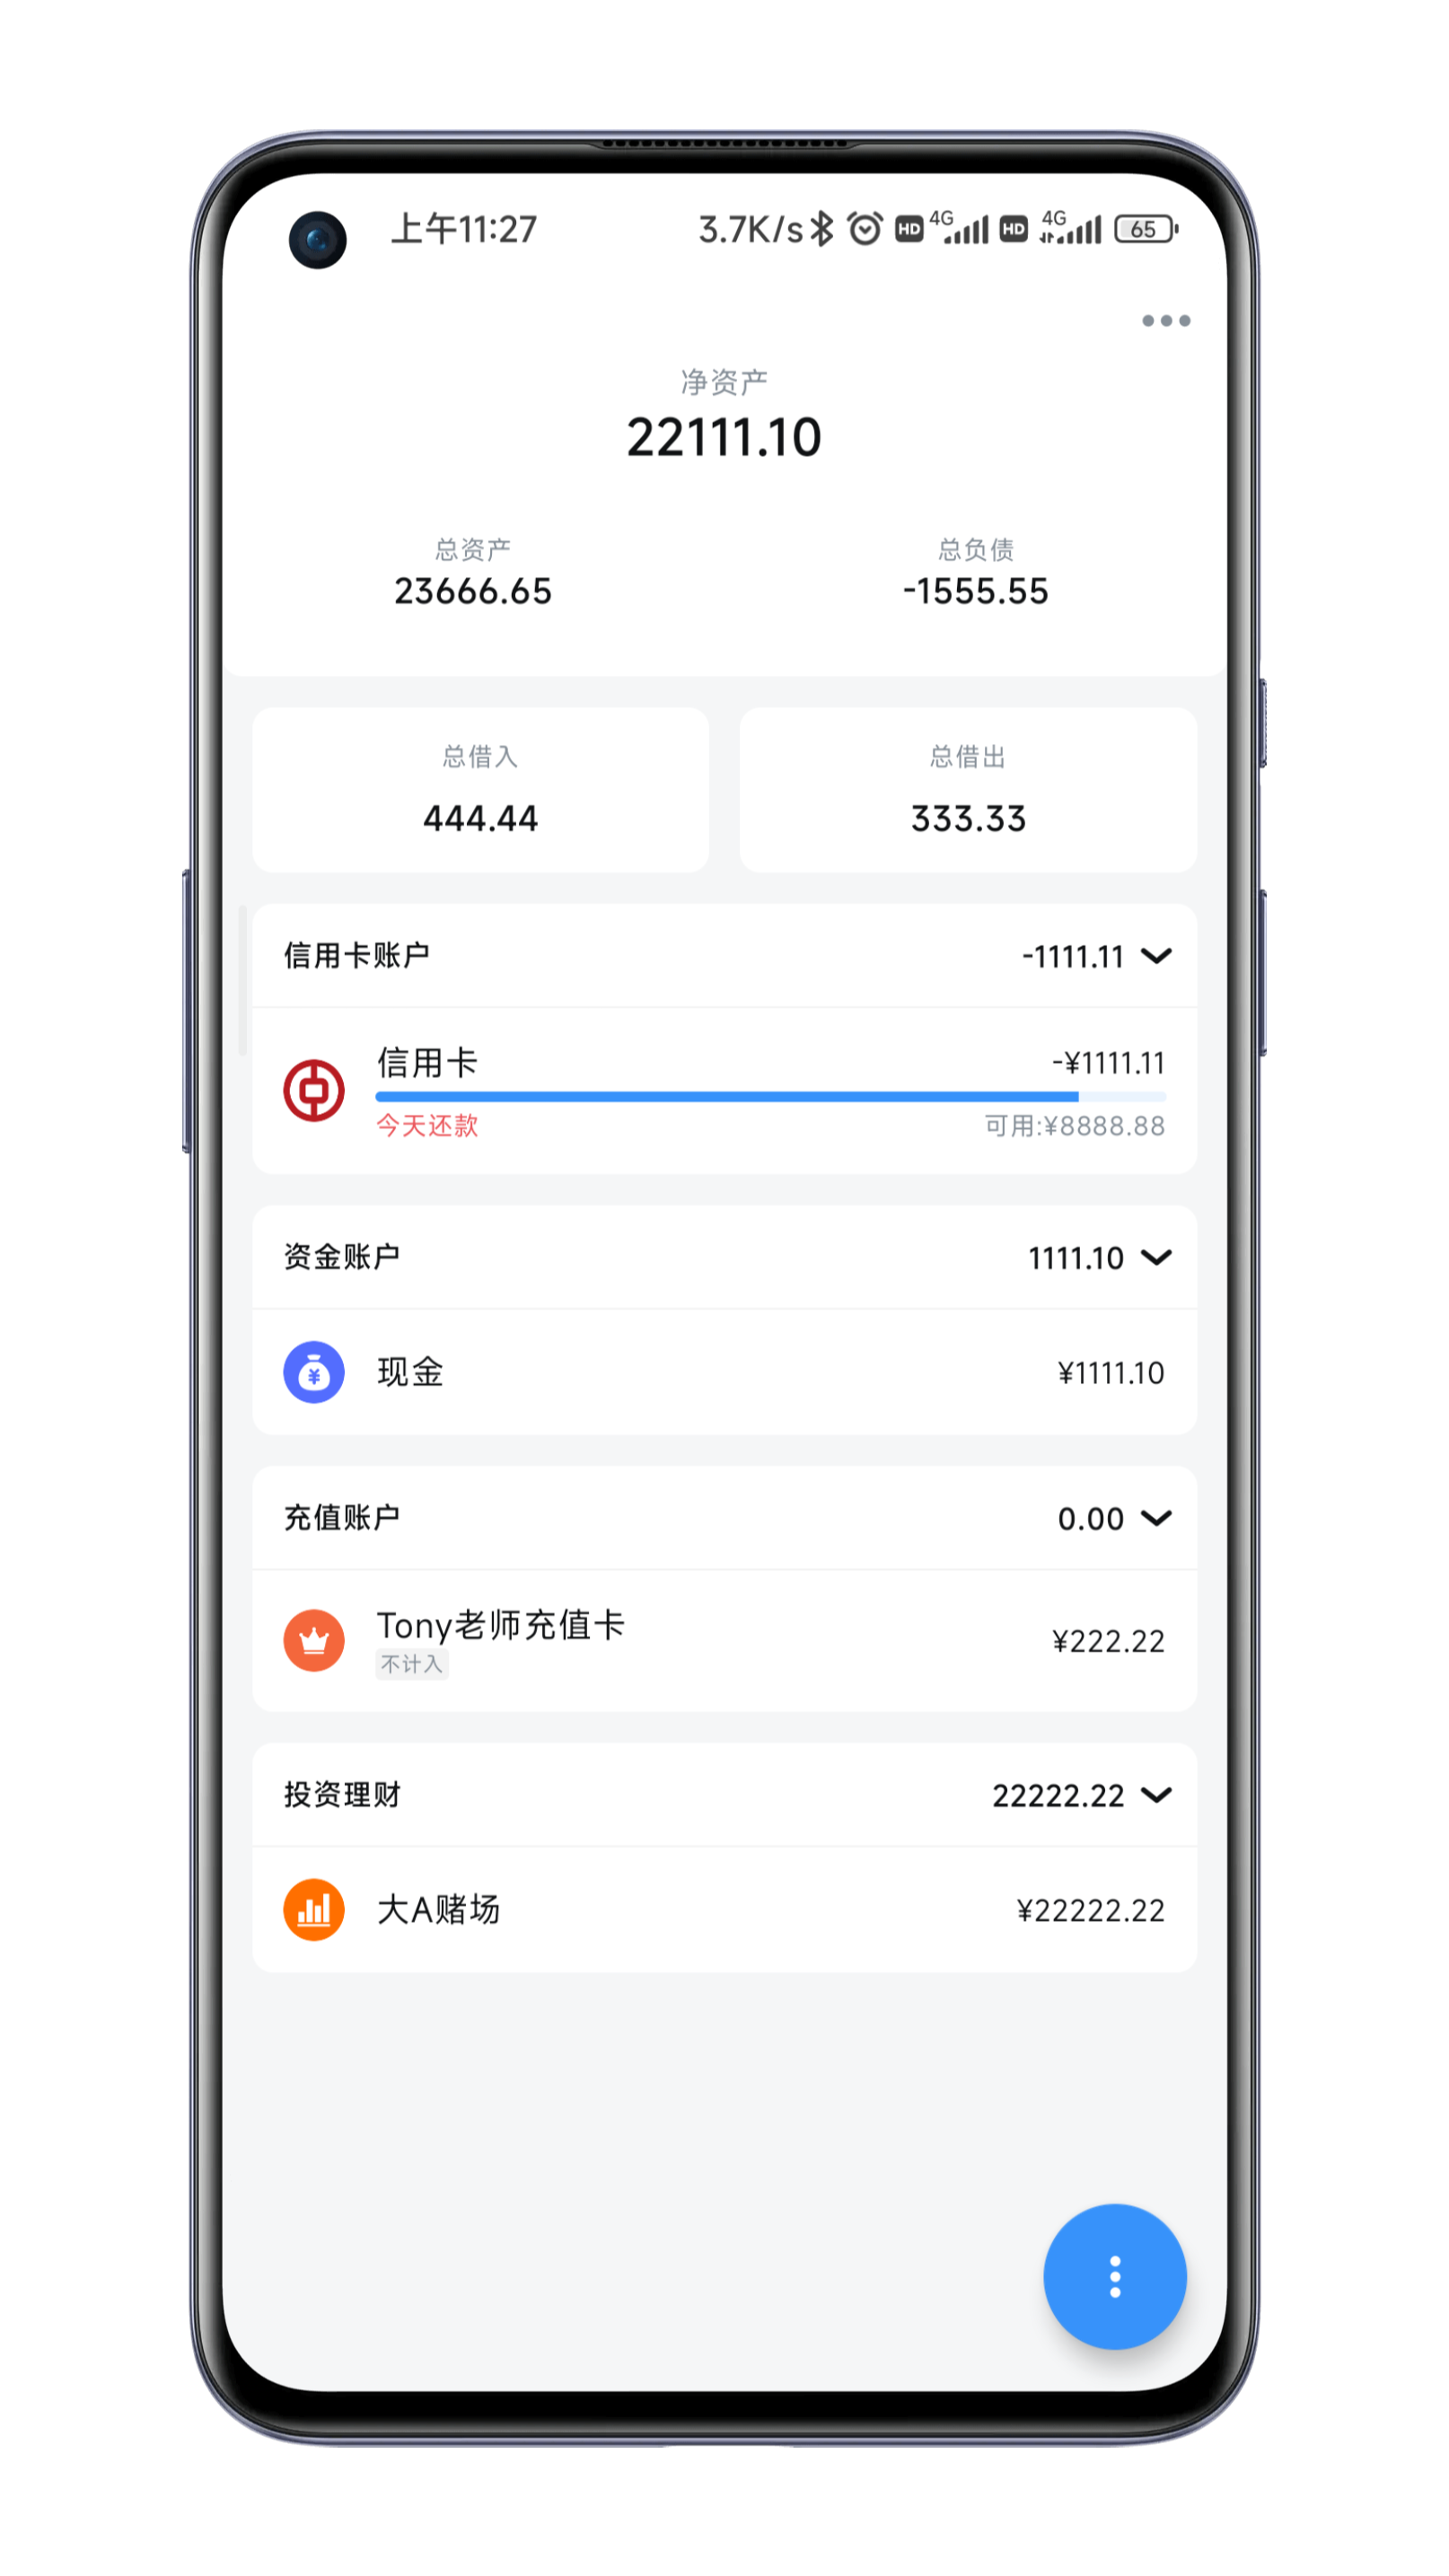 上午11:27 3.7K/s HD 4G HD 4G 65
净资产
22111.10
总资产 总负债
23666.65 -1555.55
总借入 总借出
444.44 333.33
信用卡账户 -1111.11
信用卡 -¥1111.11
今天还款 可用:¥8888.88
资金账户 1111.10
现金 ¥1111.10
充值账户 0.00
Tony老师充值卡 ¥222.22
不计入
投资理财 22222.22
大A赌场 ¥22222.22